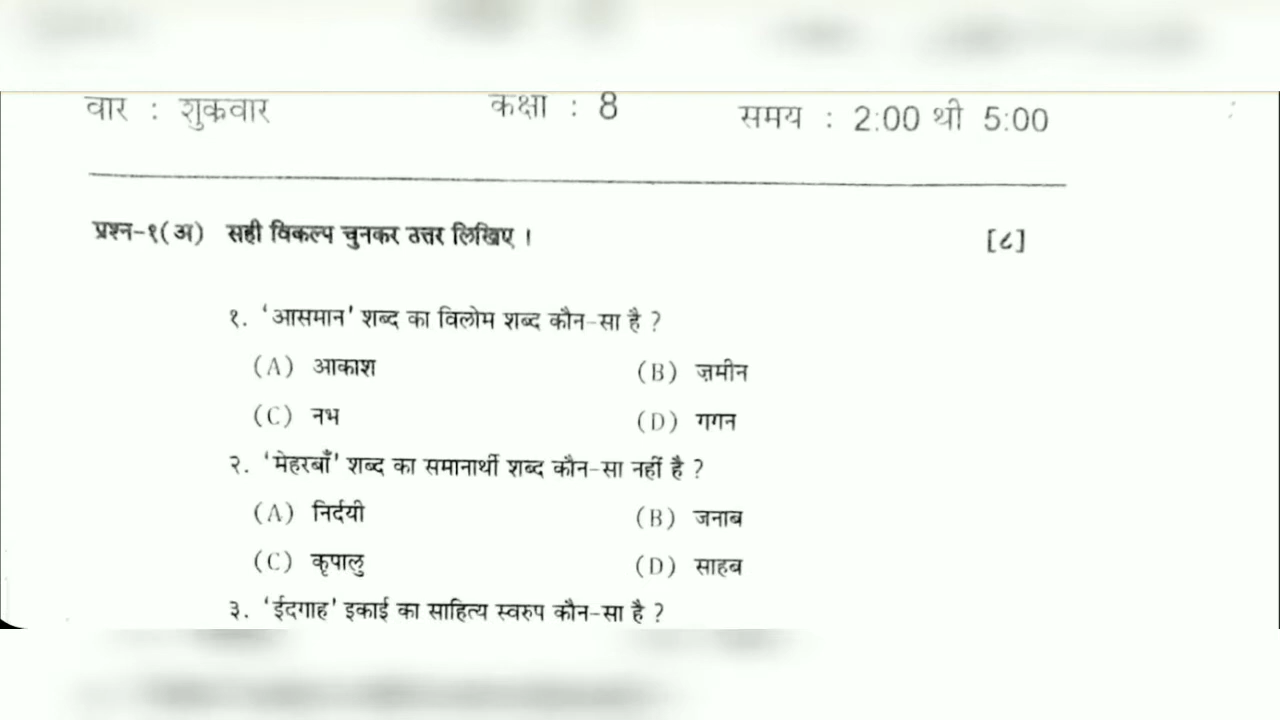 वार : शुक्रवार कक्षा : 8 समय : 2:00 थी 5:00
प्रश्न-१(अ) सही विकल्प चुनकर उत्तर लिखिए । [८]
१. 'आसमान' शब्द का विलोम शब्द कौन-सा है ?
(A) आकाश (B) ज़मीन
(C) नभ (D) गगन
२. 'मेहरबाँ' शब्द का समानार्थी शब्द कौन-सा नहीं है ?
(A) निर्दयी (B) जनाब
(C) कृपालु (D) साहब
३. 'ईदगाह' इकाई का साहित्य स्वरुप कौन-सा है ?